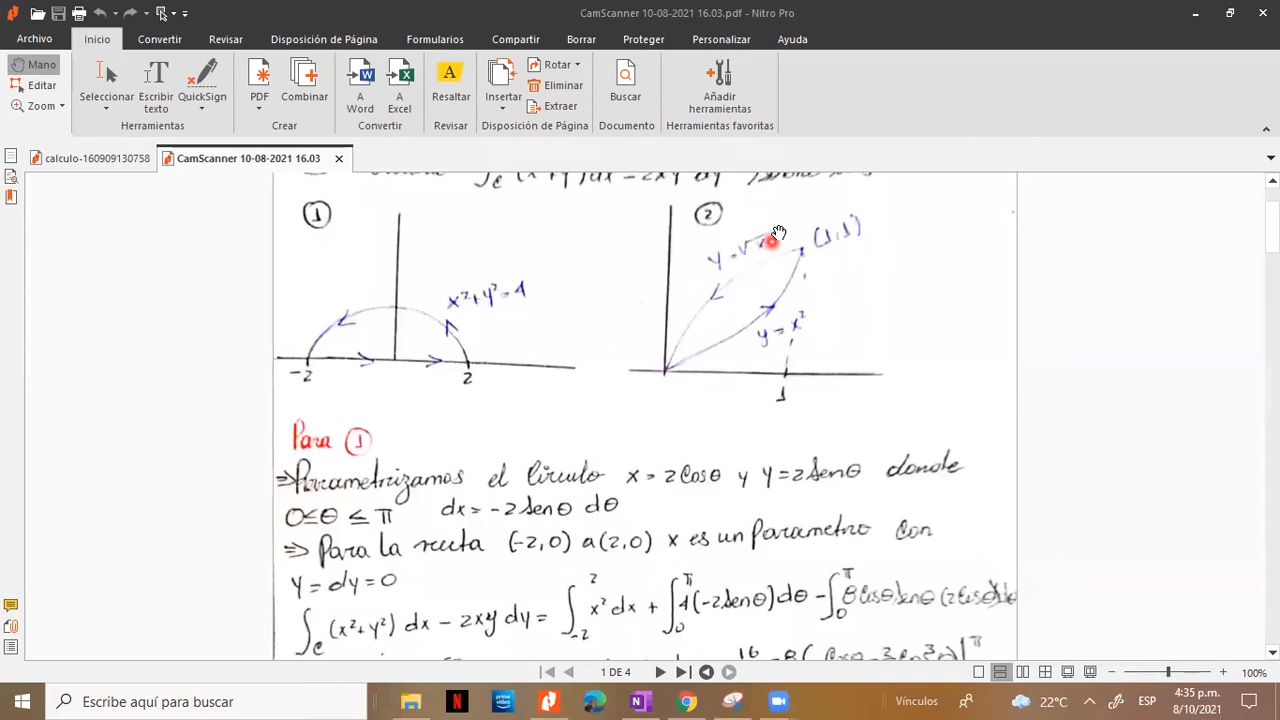 CamScanner 10-08-2021 16.03.pdf - Nitro Pro
Archivo Inicio Convertir Revisar Disposición de Página Formularios Compartir Borrar Proteger Personalizar Ayuda
Mano
Editar
Zoom
Seleccionar
Escribir texto
QuickSign
Herramientas
PDF
Combinar
Crear
A Word
A Excel
Convertir
Resaltar
Revisar
Insertar
Rotar
Eliminar
Extraer
Disposición de Página
Buscar
Documento
Añadir herramientas
Herramientas favoritas
calculo-160909130758
CamScanner 10-08-2021 16.03
①
x²+y²=4
-2
2
②
(1,1)
y=x²
1
Para ①
⇒Parametrizamos el Circulo x = 2Cosθ y y=2Senθ donde
0≤θ≤π dx = -2Senθ dθ
⇒ Para la recta (-2,0) a (2,0) x es un Parametro Con
y = dy = 0
∫c (x²+y²) dx - 2xy dy = ∫₋₂² x² dx + ∫₀^π 4(-2Senθ)dθ - ∫₀^π 8CosθSenθ (2Cosθ)
1 DE 4
100%
Escribe aquí para buscar
Vínculos
22°C
ESP
4:35 p.m.
8/10/2021